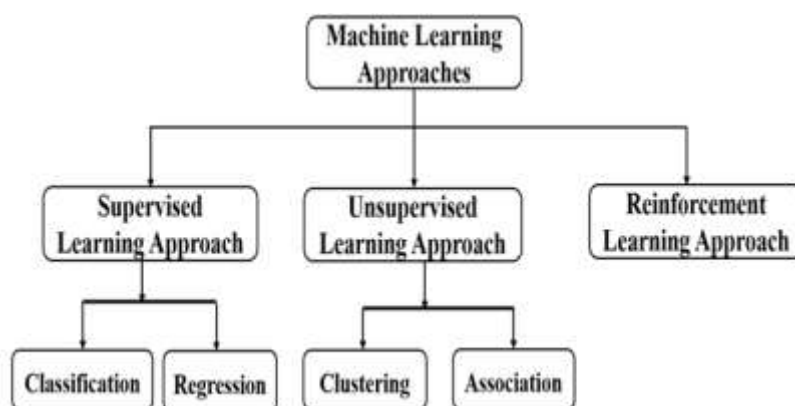 Machine Learning
Approaches
Supervised
Learning Approach
Unsupervised
Learning Approach
Reinforcement
Learning Approach
Classification
Regression
Clustering
Association